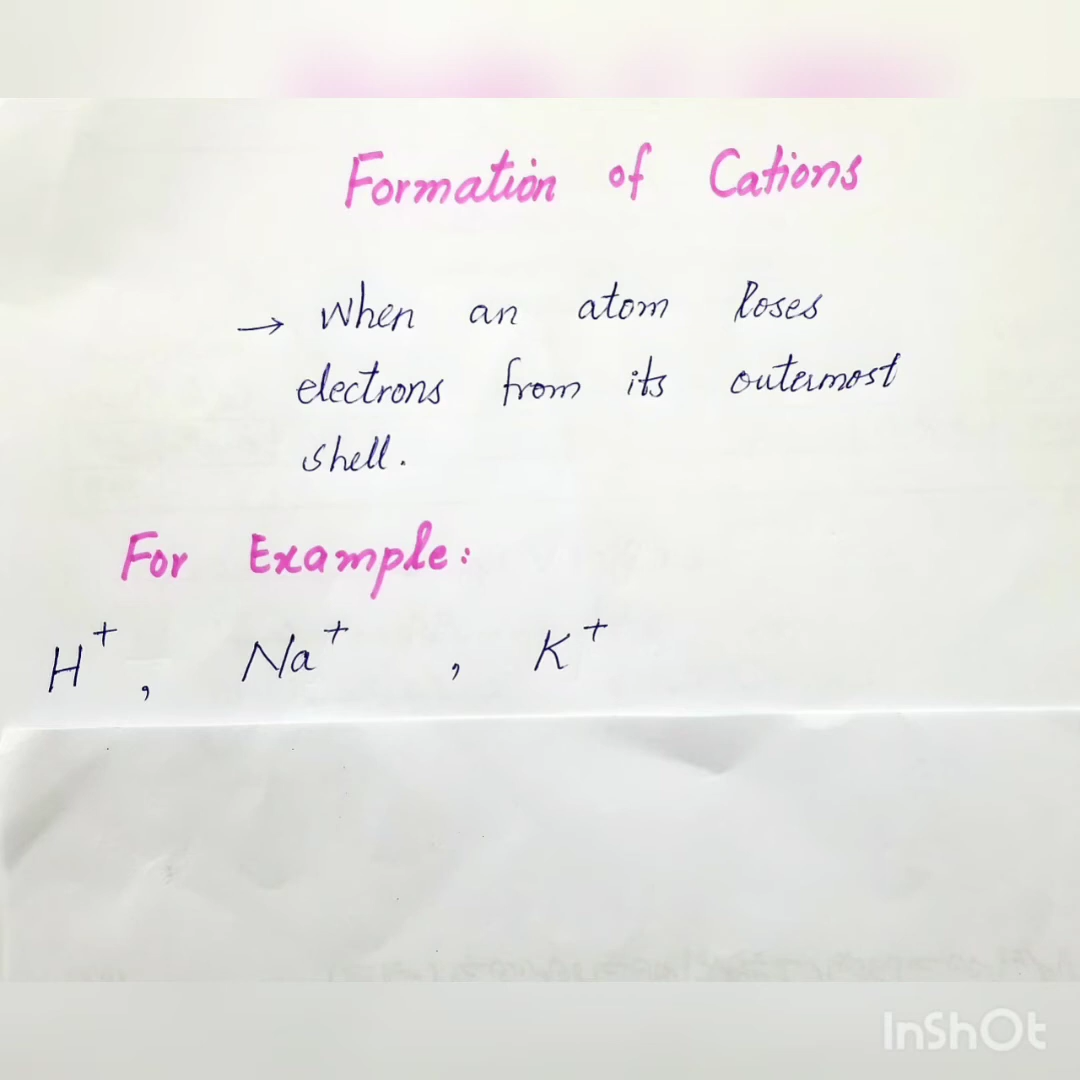 Formation of Cations
→ When an atom loses
electrons from its outermost
shell.
For Example:
H⁺, Na⁺, K⁺
InShOt